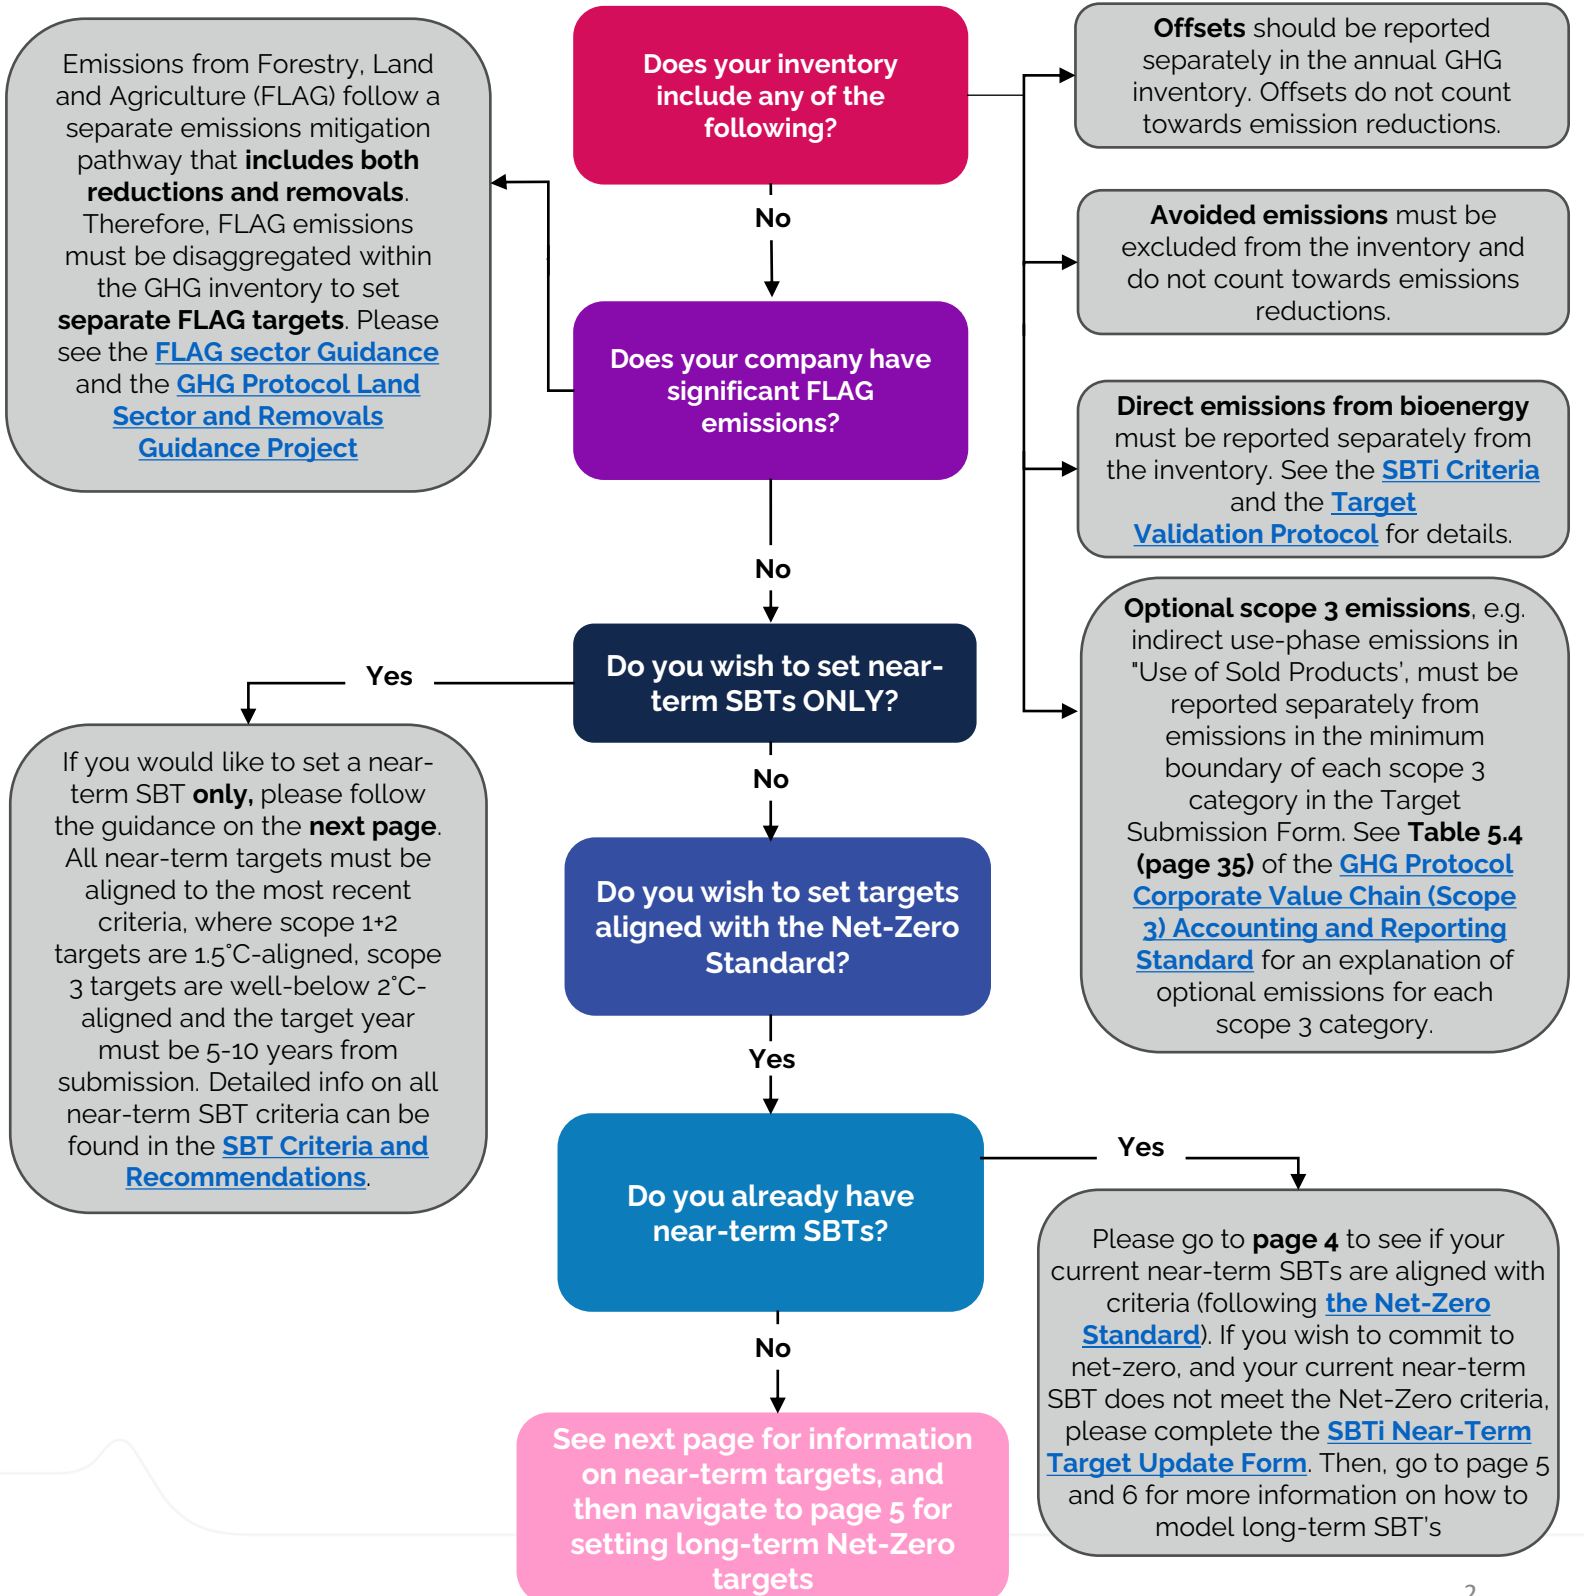 Does your inventory
include any of the
following?
Offsets should be reported
separately in the annual GHG
inventory. Offsets do not count
towards emission reductions.
Emissions from Forestry, Land
and Agriculture (FLAG) follow a
separate emissions mitigation
pathway that includes both
reductions and removals.
Therefore, FLAG emissions
must be disaggregated within
the GHG inventory to set
separate FLAG targets. Please
see the FLAG sector Guidance
and the GHG Protocol Land
Sector and Removals
Guidance Project
No
Avoided emissions must be
excluded from the inventory and
do not count towards emissions
reductions.
Does your company have
significant FLAG
emissions?
Direct emissions from bioenergy
must be reported separately from
the inventory. See the SBTi Criteria
and the Target
Validation Protocol for details.
No
Optional scope 3 emissions, e.g.
indirect use-phase emissions in
"Use of Sold Products’, must be
reported separately from
emissions in the minimum
boundary of each scope 3
category in the Target
Submission Form. See Table 5.4
(page 35) of the GHG Protocol
Corporate Value Chain (Scope
3) Accounting and Reporting
Standard for an explanation of
optional emissions for each
scope 3 category.
Do you wish to set near-
term SBTs ONLY?
Yes
If you would like to set a near-
term SBT only, please follow
the guidance on the next page.
All near-term targets must be
aligned to the most recent
criteria, where scope 1+2
targets are 1.5°C-aligned, scope
3 targets are well-below 2°C-
aligned and the target year
must be 5-10 years from
submission. Detailed info on all
near-term SBT criteria can be
found in the SBT Criteria and
Recommendations.
No
Do you wish to set targets
aligned with the Net-Zero
Standard?
Yes
Do you already have
near-term SBTs?
Yes
Please go to page 4 to see if your
current near-term SBTs are aligned with
criteria (following the Net-Zero
Standard). If you wish to commit to
net-zero, and your current near-term
SBT does not meet the Net-Zero criteria,
please complete the SBTi Near-Term
Target Update Form. Then, go to page 5
and 6 for more information on how to
model long-term SBT’s
No
See next page for information
on near-term targets, and
then navigate to page 5 for
setting long-term Net-Zero
targets
2